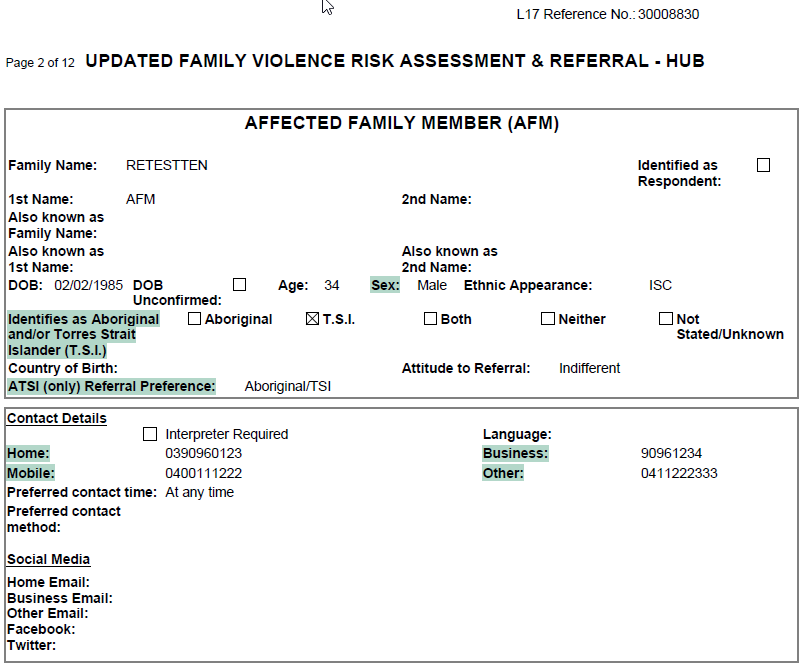 L17 Reference No.: 30008830
Page 2 of 12 UPDATED FAMILY VIOLENCE RISK ASSESSMENT & REFERRAL - HUB
AFFECTED FAMILY MEMBER (AFM)
Family Name: RETESTTEN Identified as Respondent:
1st Name: AFM 2nd Name:
Also known as Family Name:
Also known as 1st Name: Also known as 2nd Name:
DOB: 02/02/1985 DOB Unconfirmed: Age: 34 Sex: Male Ethnic Appearance: ISC
Identifies as Aboriginal and/or Torres Strait Islander (T.S.I.) Aboriginal T.S.I. Both Neither Not Stated/Unknown
Country of Birth: Attitude to Referral: Indifferent
ATSI (only) Referral Preference: Aboriginal/TSI
Contact Details
Interpreter Required Language:
Home: 0390960123 Business: 90961234
Mobile: 0400111222 Other: 0411222333
Preferred contact time: At any time
Preferred contact method:
Social Media
Home Email:
Business Email:
Other Email:
Facebook:
Twitter: